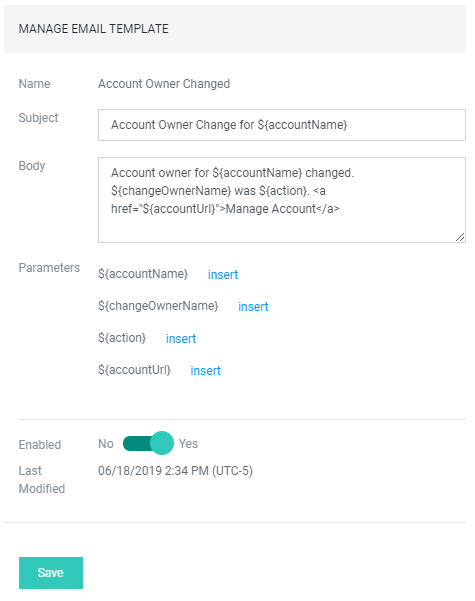 MANAGE EMAIL TEMPLATE
Name Account Owner Changed
Subject Account Owner Change for ${accountName}
Body Account owner for ${accountName} changed.
${changeOwnerName} was ${action}. <a
href="${accountUrl}">Manage Account</a>
Parameters ${accountName} insert
${changeOwnerName} insert
${action} insert
${accountUrl} insert
Enabled No Yes
Last 06/18/2019 2:34 PM (UTC-5)
Modified
Save